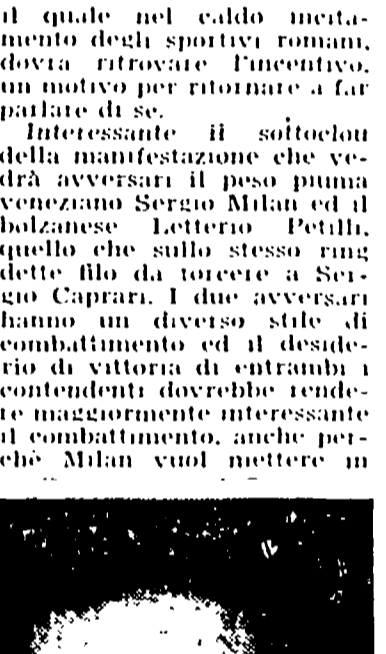 il quale nel caldo incita-
mento degli sportivi romani,
dovrà ritrovare l'incentivo,
un motivo per ritornare a far
parlare di se.
Interessante il sottoclou
della manifestazione che ve-
drà avversari il peso piuma
veneziano Sergio Milan ed il
bolzanese Letterio Petilli,
quello che sullo stesso ring
dette filo da torcere a Ser-
gio Caprari. I due avversari
hanno un diverso stile di
combattimento ed il deside-
rio di vittoria di entrambi i
contendenti dovrebbe rende-
re maggiormente interessante
il combattimento, anche per-
chè Milan vuol mettere in